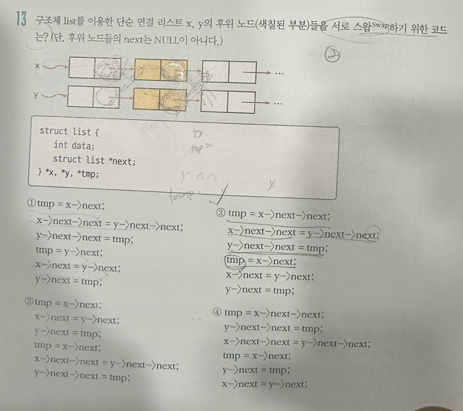 13 구조체 list를 이용한 단순 연결 리스트 x, y의 후위 노드(색칠된 부분)들을 서로 스왑swap하기 위한 코드
는? (단, 후위 노드들의 next는 NULL이 아니다.)
②
x
...
y
...
struct list {
int data;
struct list *next;
} *x, *y, *tmp;
① tmp = x->next;
x->next->next = y->next->next;
y->next->next = tmp;
tmp = y->next;
x->next = y->next;
y->next = tmp;
② tmp = x->next->next;
x->next->next = y->next->next;
y->next->next = tmp;
tmp = x->next;
x->next = y->next;
y->next = tmp;
③ tmp = x->next;
x->next = y->next;
y->next = tmp;
tmp = x->next;
x->next->next = y->next->next;
y->next->next = tmp;
④ tmp = x->next->next;
y->next->next = tmp;
x->next->next = y->next->next;
tmp = x->next;
y->next = tmp;
x->next = y->next;